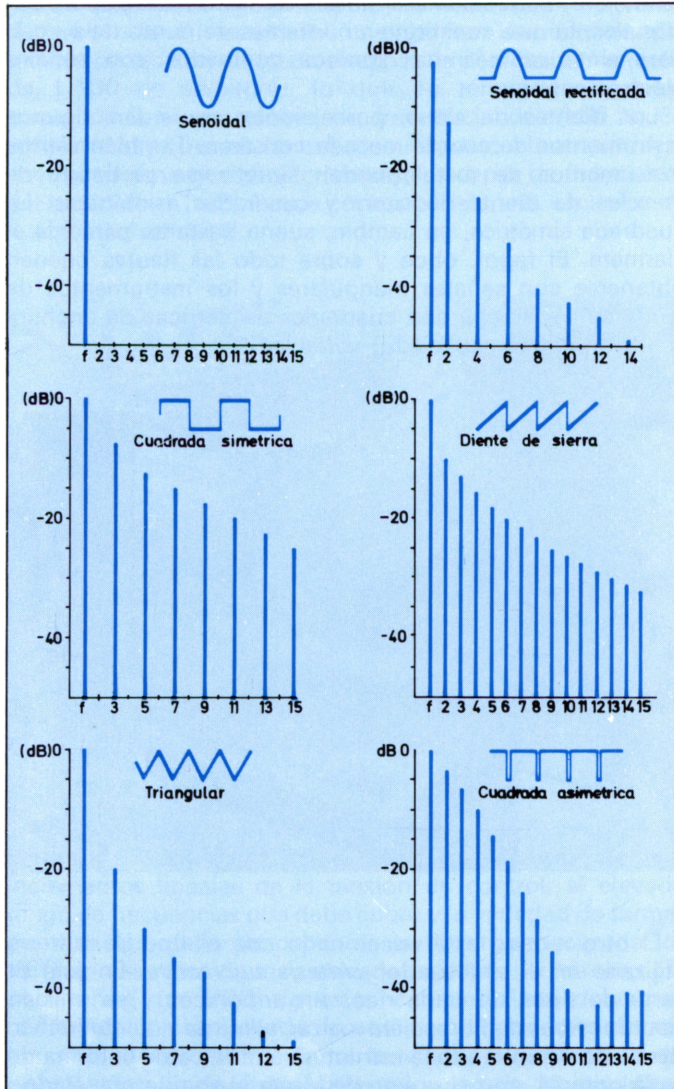 (dB)0
Senoidal
-20
-40
f 2 3 4 5 6 7 8 9 10 11 12 13 14 15
(dB)0
Senoidal rectificada
-20
-40
f 2 4 6 8 10 12 14
(dB)0
Cuadrada simetrica
-20
-40
f 3 5 7 9 11 13 15
(dB)0
Diente de sierra
-20
-40
f 2 3 4 5 6 7 8 9 10 11 12 13 14 15
(dB)0
Triangular
-20
-40
f 3 5 7 9 11 13 15
dB 0
Cuadrada asimetrica
-20
-40
f 2 3 4 5 6 7 8 9 10 11 12 13 14 15